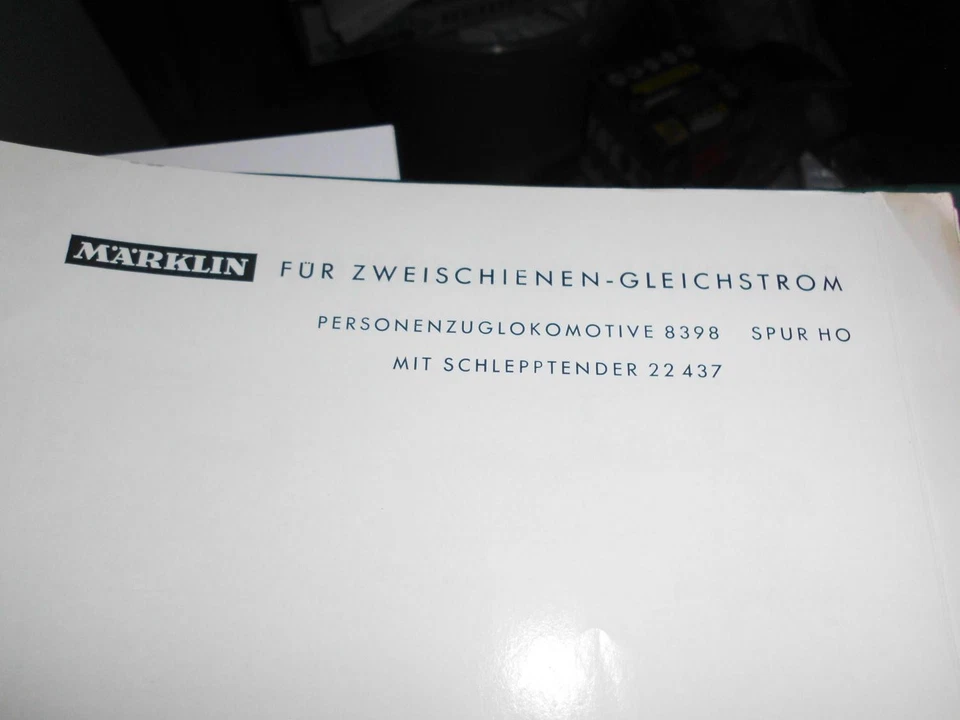 MÄRKLIN FÜR ZWEISCHIENEN-GLEICHSTROM
PERSONENZUGLOKOMOTIVE 8398 SPUR HO
MIT SCHLEPPTENDER 22 437